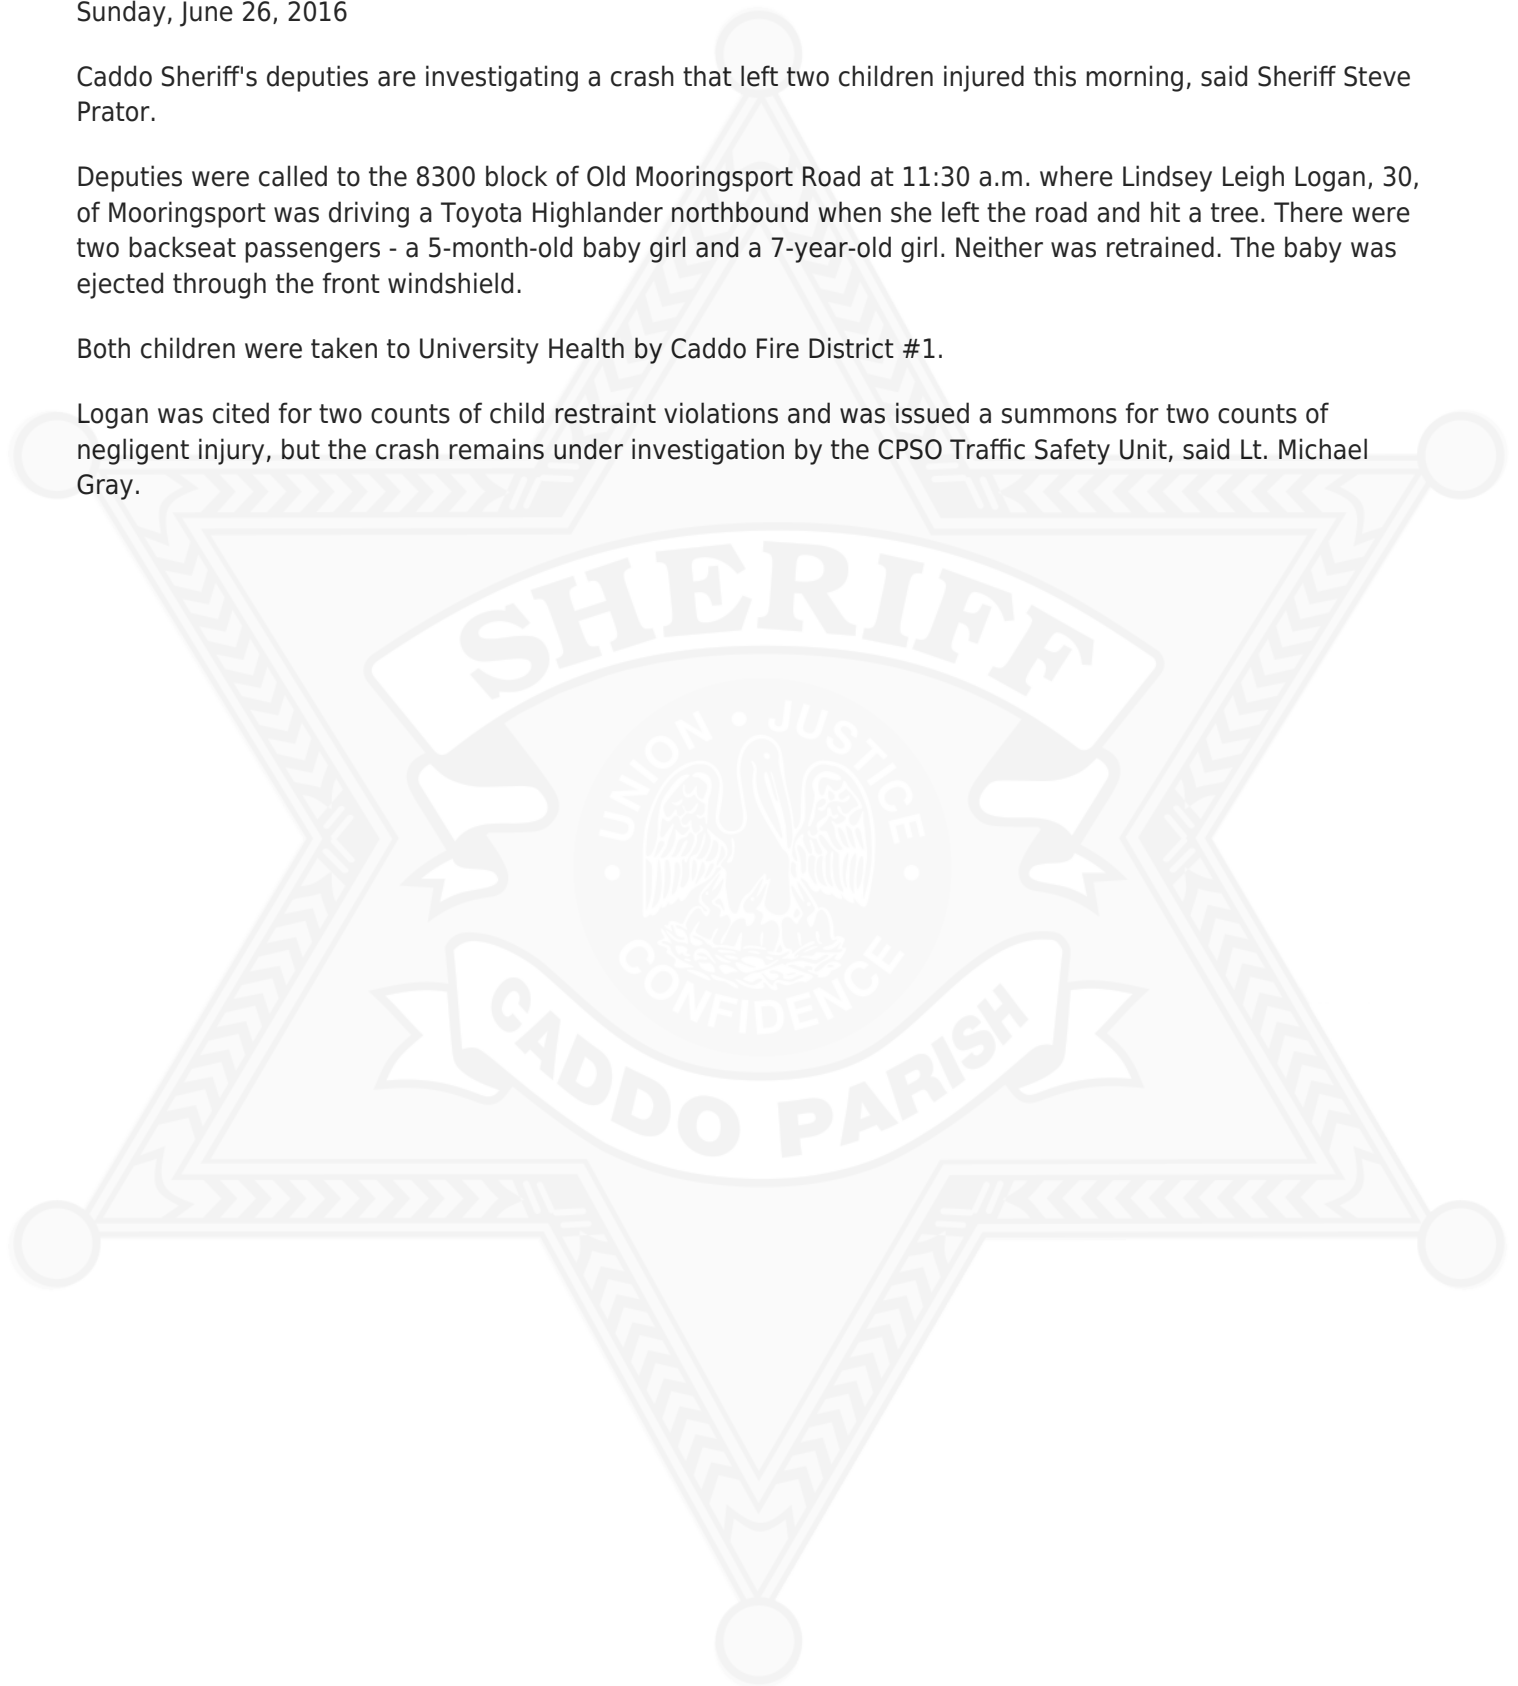 Sunday, June 26, 2016
Caddo Sheriff's deputies are investigating a crash that left two children injured this morning, said Sheriff Steve
Prator.
Deputies were called to the 8300 block of Old Mooringsport Road at 11:30 a.m. where Lindsey Leigh Logan, 30,
of Mooringsport was driving a Toyota Highlander northbound when she left the road and hit a tree. There were
two backseat passengers - a 5-month-old baby girl and a 7-year-old girl. Neither was retrained. The baby was
ejected through the front windshield.
Both children were taken to University Health by Caddo Fire District #1.
Logan was cited for two counts of child restraint violations and was issued a summons for two counts of
negligent injury, but the crash remains under investigation by the CPSO Traffic Safety Unit, said Lt. Michael
Gray.
SHERIFF
UNION • JUSTICE •
• CONFIDENCE
CADDO PARISH